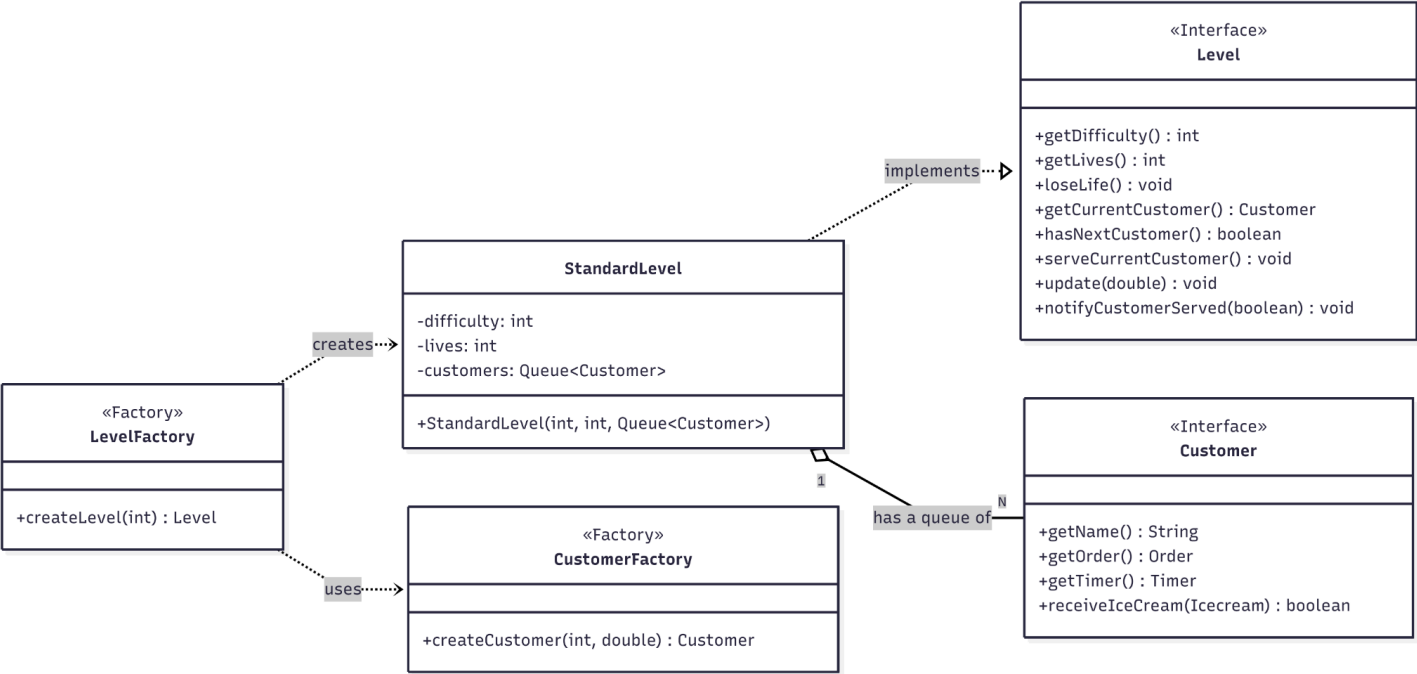 «Interface»
Level
+getDifficulty() : int
+getLives() : int
+loseLife() : void
+getCurrentCustomer() : Customer
+hasNextCustomer() : boolean
+serveCurrentCustomer() : void
+update(double) : void
+notifyCustomerServed(boolean) : void
implements
StandardLevel
-difficulty: int
-lives: int
-customers: Queue<Customer>
+StandardLevel(int, int, Queue<Customer>)
creates
«Factory»
LevelFactory
+createLevel(int) : Level
uses
«Factory»
CustomerFactory
+createCustomer(int, double) : Customer
1
has a queue of
N
«Interface»
Customer
+getName() : String
+getOrder() : Order
+getTimer() : Timer
+receiveIceCream(Icecream) : boolean